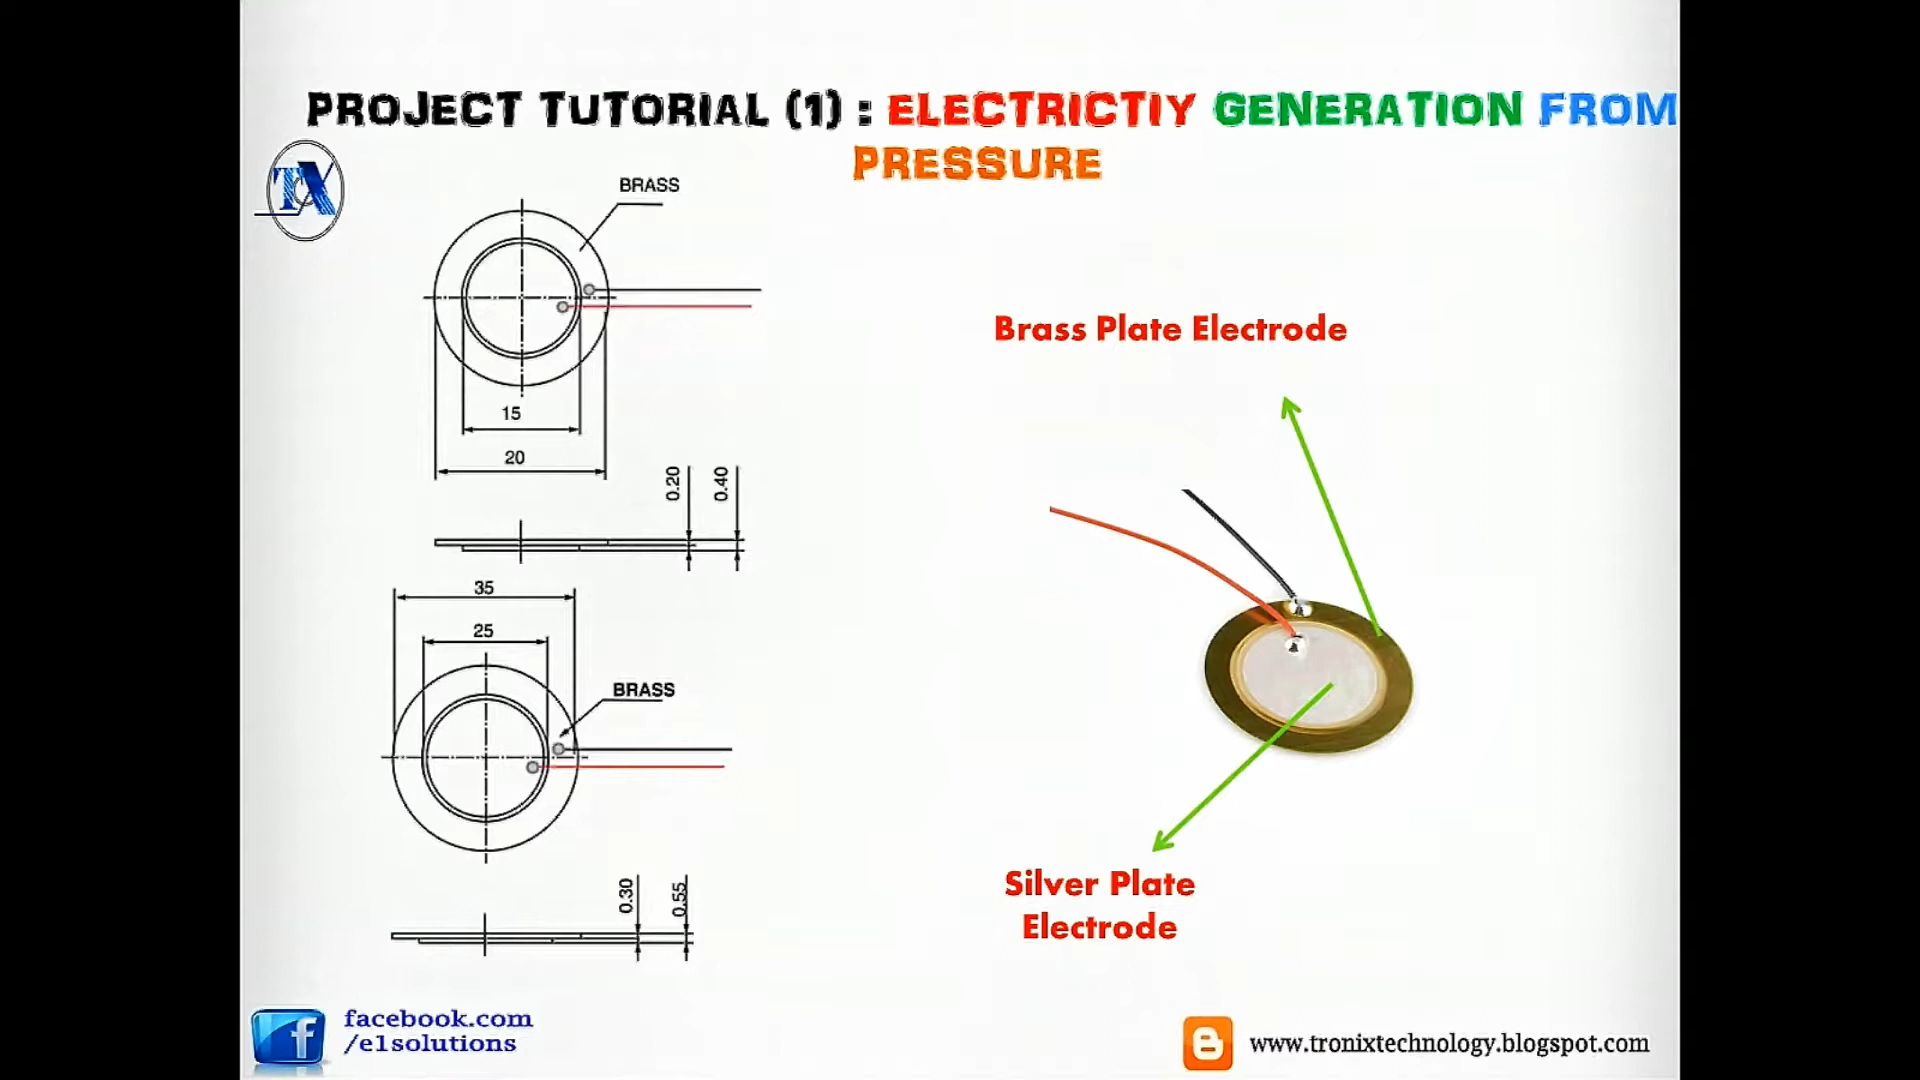 PROJECT TUTORIAL (1) : ELECTRICTIY GENERATION FROM
PRESSURE
TX
BRASS
15
20
0.20
0.40
35
25
BRASS
0.30
0.55
Brass Plate Electrode
Silver Plate
Electrode
facebook.com
/e1solutions
www.tronixtechnology.blogspot.com